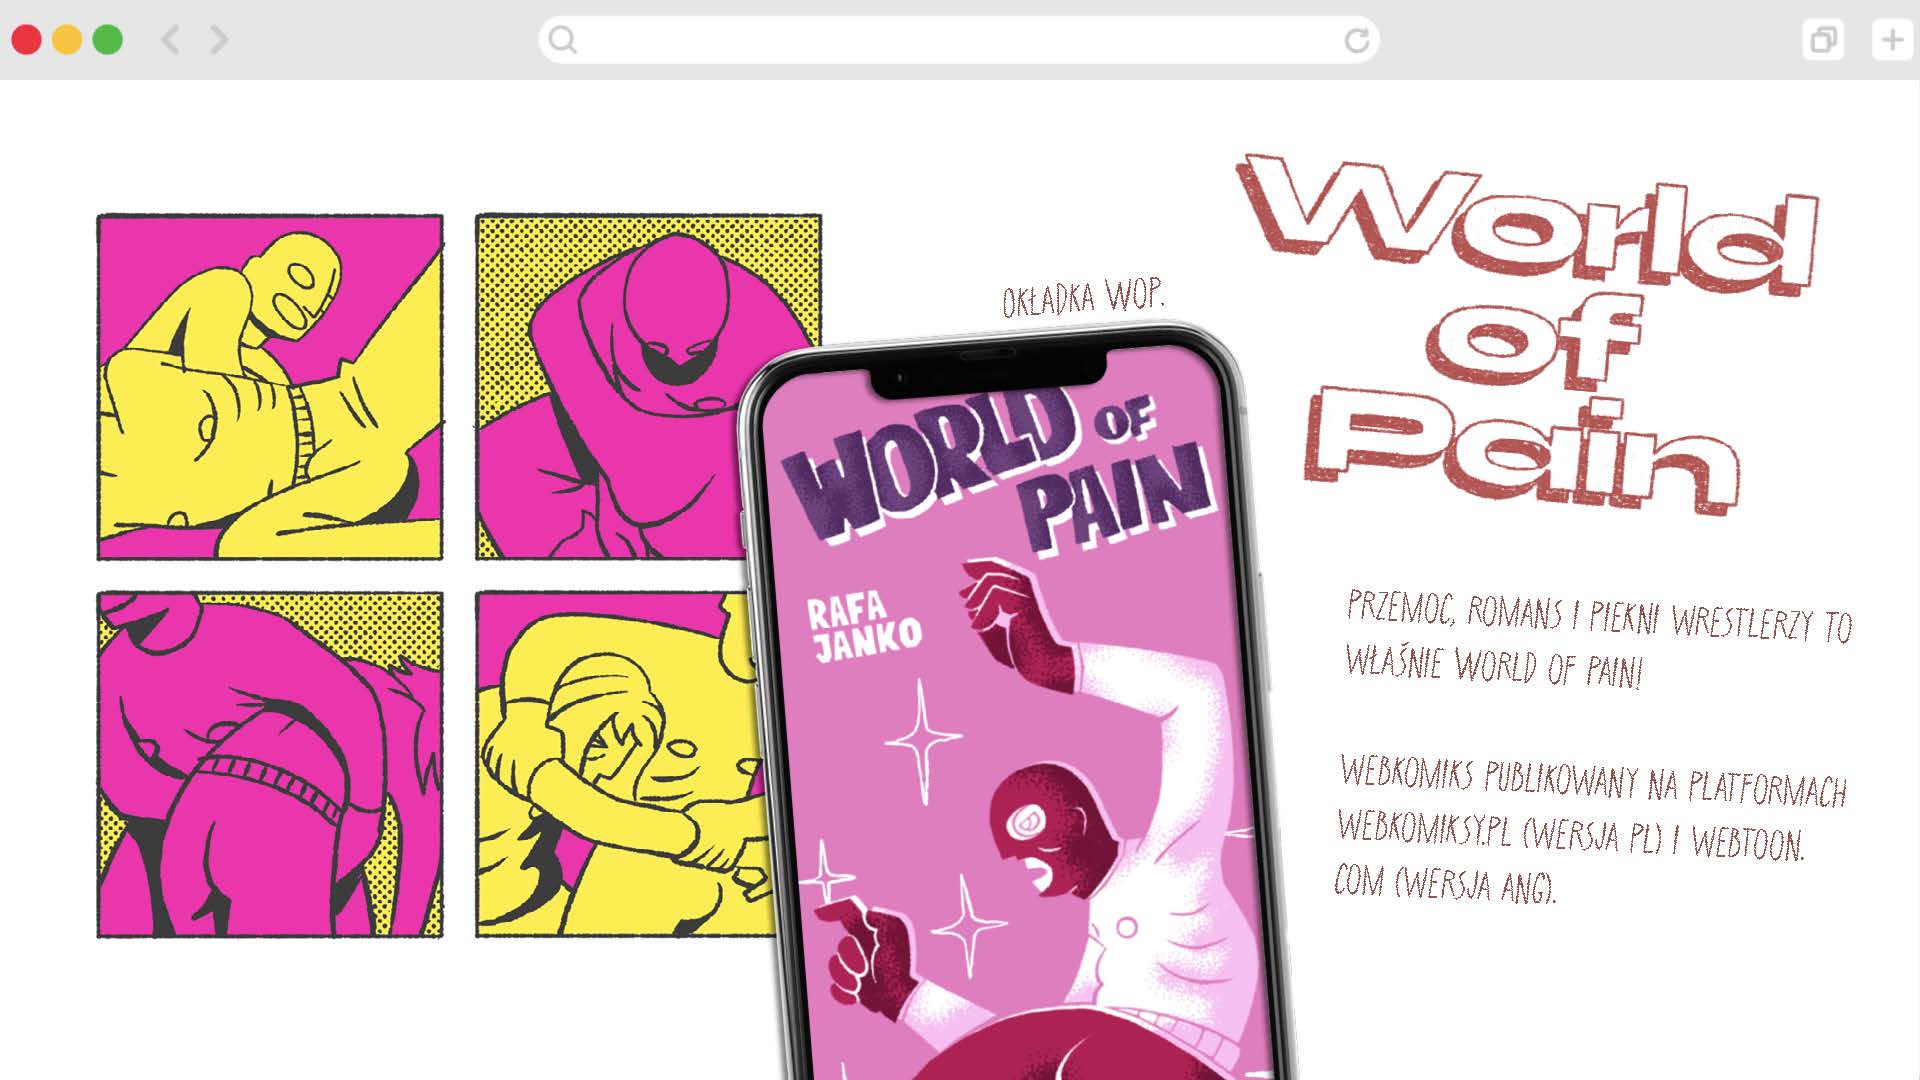 World
of
Pain
OKŁADKA WOP.
WORLD OF
PAIN
RAFA
JANKO
PRZEMOC, ROMANS I PIEKNI WRESTLERZY TO
WŁAŚNIE WORLD OF PAIN!
WEBKOMIKS PUBLIKOWANY NA PLATFORMACH
WEBKOMIKSY.PL (WERSJA PL) I WEBTOON.
COM (WERSJA ANG).